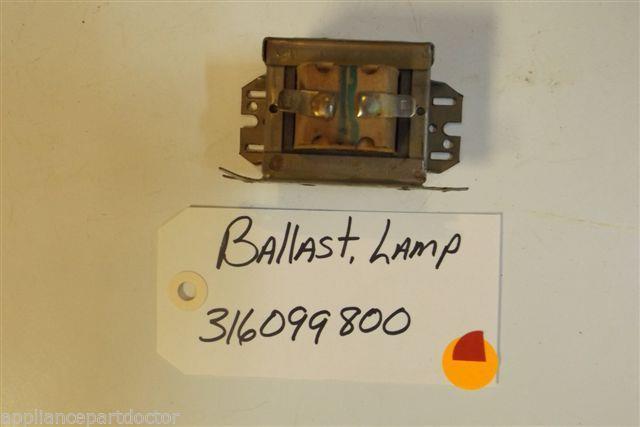 Ballast, Lamp
316099800
appliancepartdoctor